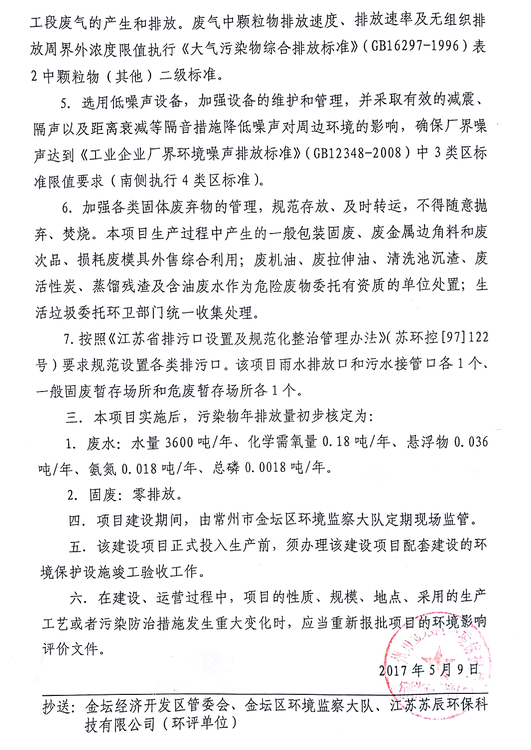 工段废气的产生和排放。废气中颗粒物排放速度、排放速率及无组织排
放周界外浓度限值执行《大气污染物综合排放标准》（GB16297-1996）表
2 中颗粒物（其他）二级标准。
5. 选用低噪声设备，加强设备的维护和管理，并采取有效的减震、
隔声以及距离衰减等隔音措施降低噪声对周边环境的影响，确保厂界噪
声达到《工业企业厂界环境噪声排放标准》（GB12348-2008）中 3 类区标
准限值要求（南侧执行 4 类区标准）。
6. 加强各类固体废弃物的管理，规范存放、及时转运，不得随意抛
弃、焚烧。本项目生产过程中产生的一般包装固废、废金属边角料和废
次品、损耗废模具外售综合利用；废机油、废拉伸油、清洗池沉渣、废
活性炭、蒸馏残渣及含油废水作为危险废物委托有资质的单位处置；生
活垃圾委托环卫部门统一收集处理。
7. 按照《江苏省排污口设置及规范化整治管理办法》（苏环控[97]122
号）要求规范设置各类排污口。该项目雨水排放口和污水接管口各 1 个、
一般固废暂存场所和危废暂存场所各 1 个。
三. 本项目实施后，污染物年排放量初步核定为：
1. 废水：水量 3600 吨/年、化学需氧量 0.18 吨/年、悬浮物 0.036
吨/年、氨氮 0.018 吨/年、总磷 0.0018 吨/年。
2. 固废：零排放。
四. 项目建设期间，由常州市金坛区环境监察大队定期现场监管。
五. 该建设项目正式投入生产前，须办理该建设项目配套建设的环
境保护设施竣工验收工作。
六. 在建设、运营过程中，项目的性质、规模、地点、采用的生产
工艺或者污染防治措施发生重大变化时，应当重新报批项目的环境影响
评价文件。
2017 年 5 月 9 日
抄送：金坛经济开发区管委会、金坛区环境监察大队、江苏苏辰环保科
技有限公司（环评单位）